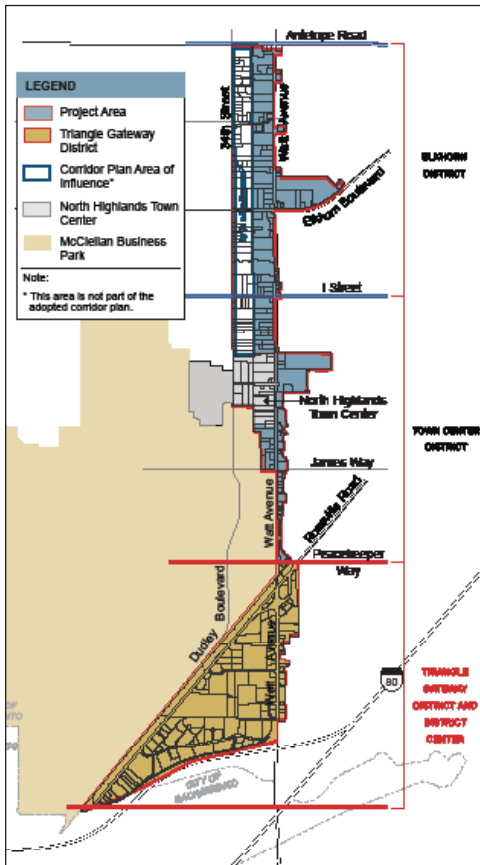 Antelope Road
LEGEND
Project Area
Triangle Gateway
District
Corridor Plan Area of
Influence*
North Highlands Town
Center
McClellan Business
Park
Note:
* This area is not part of the
adopted corridor plan.
34th Street
Watt Avenue
Elkhorn Boulevard
ELKHORN
DISTRICT
I Street
North Highlands
Town Center
TOWN CENTER
DISTRICT
James Way
Watt Avenue
Roseville Road
Peacekeeper
Way
Dudley Boulevard
Watt Avenue
80
TRIANGLE
GATEWAY
DISTRICT AND
DISTRICT
CENTER
OF
CITY OF
SACRAMENTO